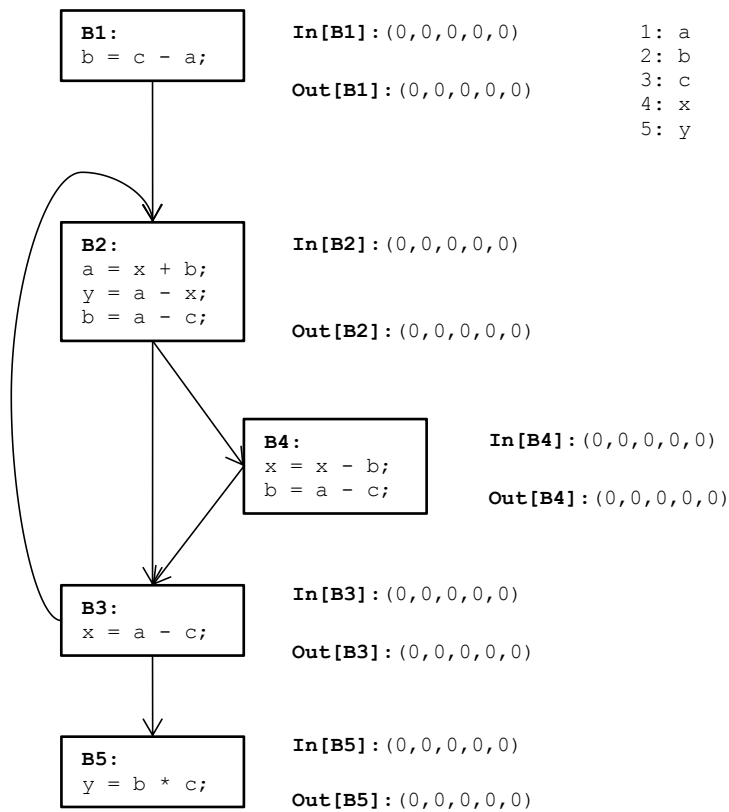 B1:
b = c - a;
In[B1]:(0,0,0,0,0)
Out[B1]:(0,0,0,0,0)
1: a
2: b
3: c
4: x
5: y
B2:
a = x + b;
y = a - x;
b = a - c;
In[B2]:(0,0,0,0,0)
Out[B2]:(0,0,0,0,0)
B4:
x = x - b;
b = a - c;
In[B4]:(0,0,0,0,0)
Out[B4]:(0,0,0,0,0)
B3:
x = a - c;
In[B3]:(0,0,0,0,0)
Out[B3]:(0,0,0,0,0)
B5:
y = b * c;
In[B5]:(0,0,0,0,0)
Out[B5]:(0,0,0,0,0)